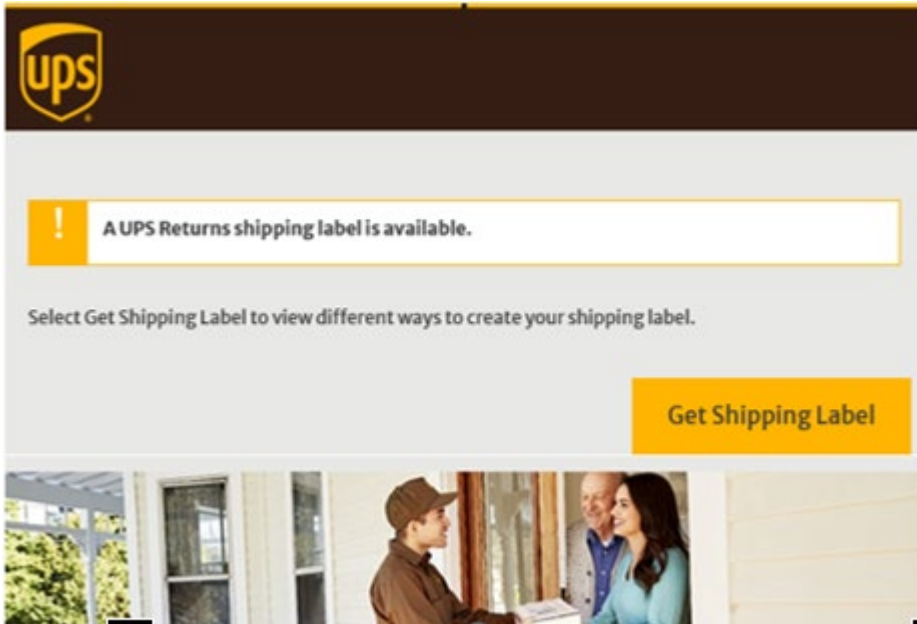 ups
!
A UPS Returns shipping label is available.
Select Get Shipping Label to view different ways to create your shipping label.
Get Shipping Label